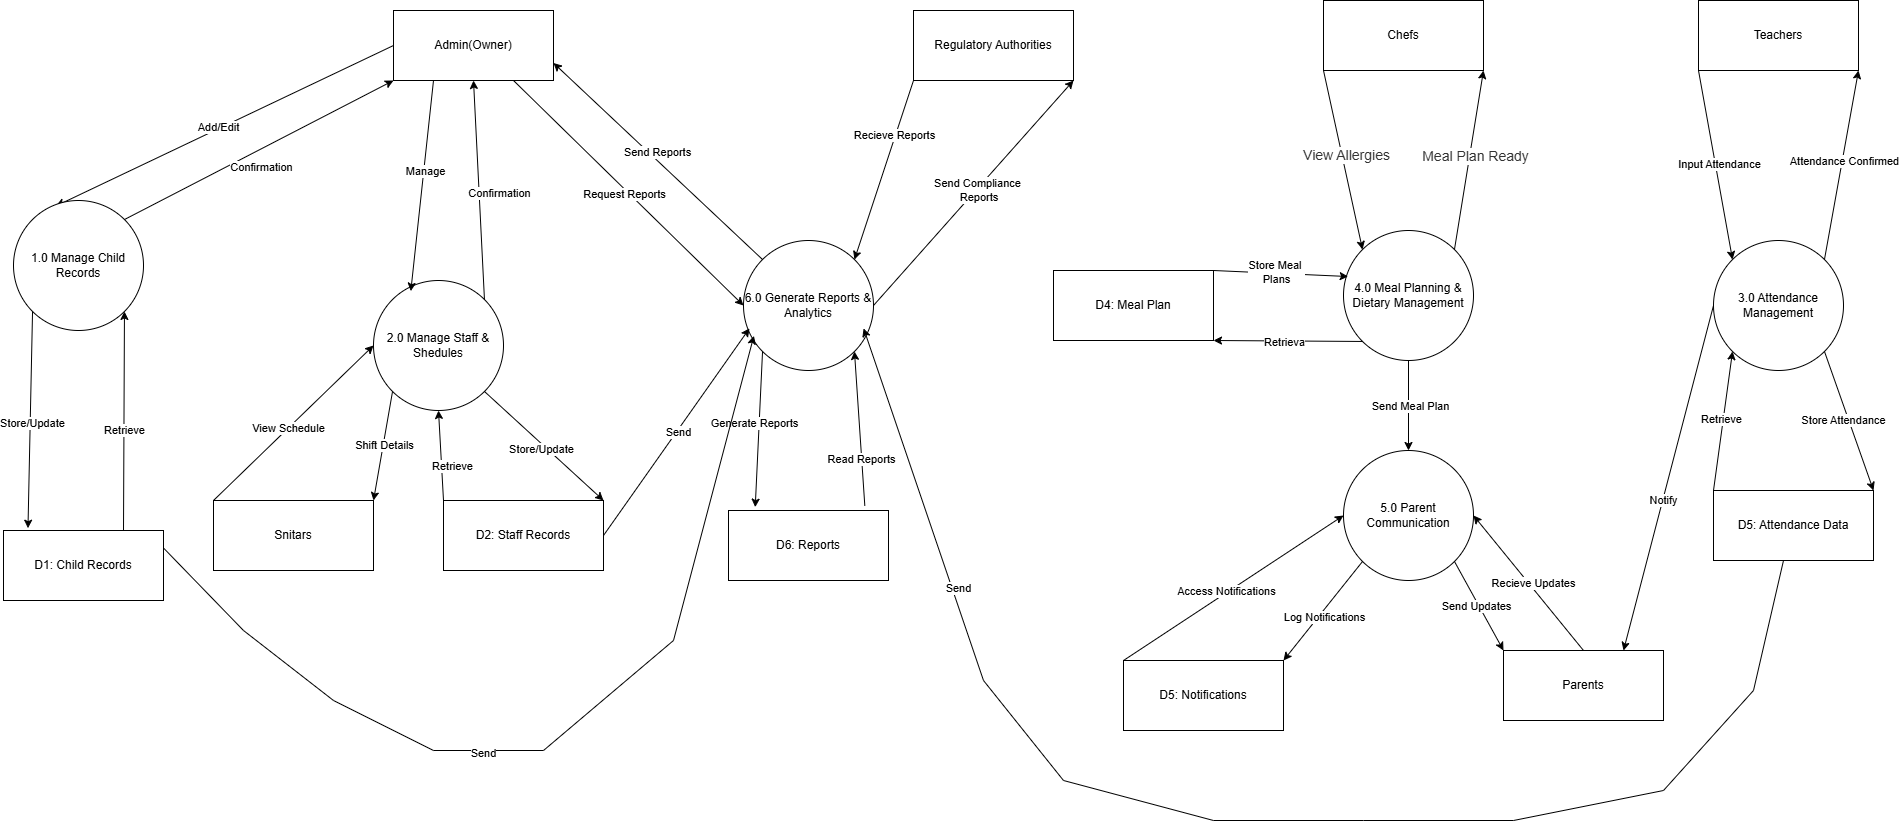 Admin(Owner)
Regulatory Authorities
Chefs
Teachers
Add/Edit
Confirmation
Manage
Confirmation
Send Reports
Request Reports
Recieve Reports
Send Compliance
Reports
View Allergies
Meal Plan Ready
Input Attendance
Attendance Confirmed
1.0 Manage Child
Records
2.0 Manage Staff &
Shedules
6.0 Generate Reports &
Analytics
Store Meal
Plans
D4: Meal Plan
Retrieva
4.0 Meal Planning &
Dietary Management
3.0 Attendance
Management
Store/Update
Retrieve
View Schedule
Shift Details
Retrieve
Store/Update
Send
Generate Reports
Read Reports
Send Meal Plan
Retrieve
Store Attendance
Notify
5.0 Parent
Communication
D1: Child Records
Snitars
D2: Staff Records
D6: Reports
D5: Attendance Data
Send
Access Notifications
Log Notifications
Send Updates
Recieve Updates
D5: Notifications
Parents
Send